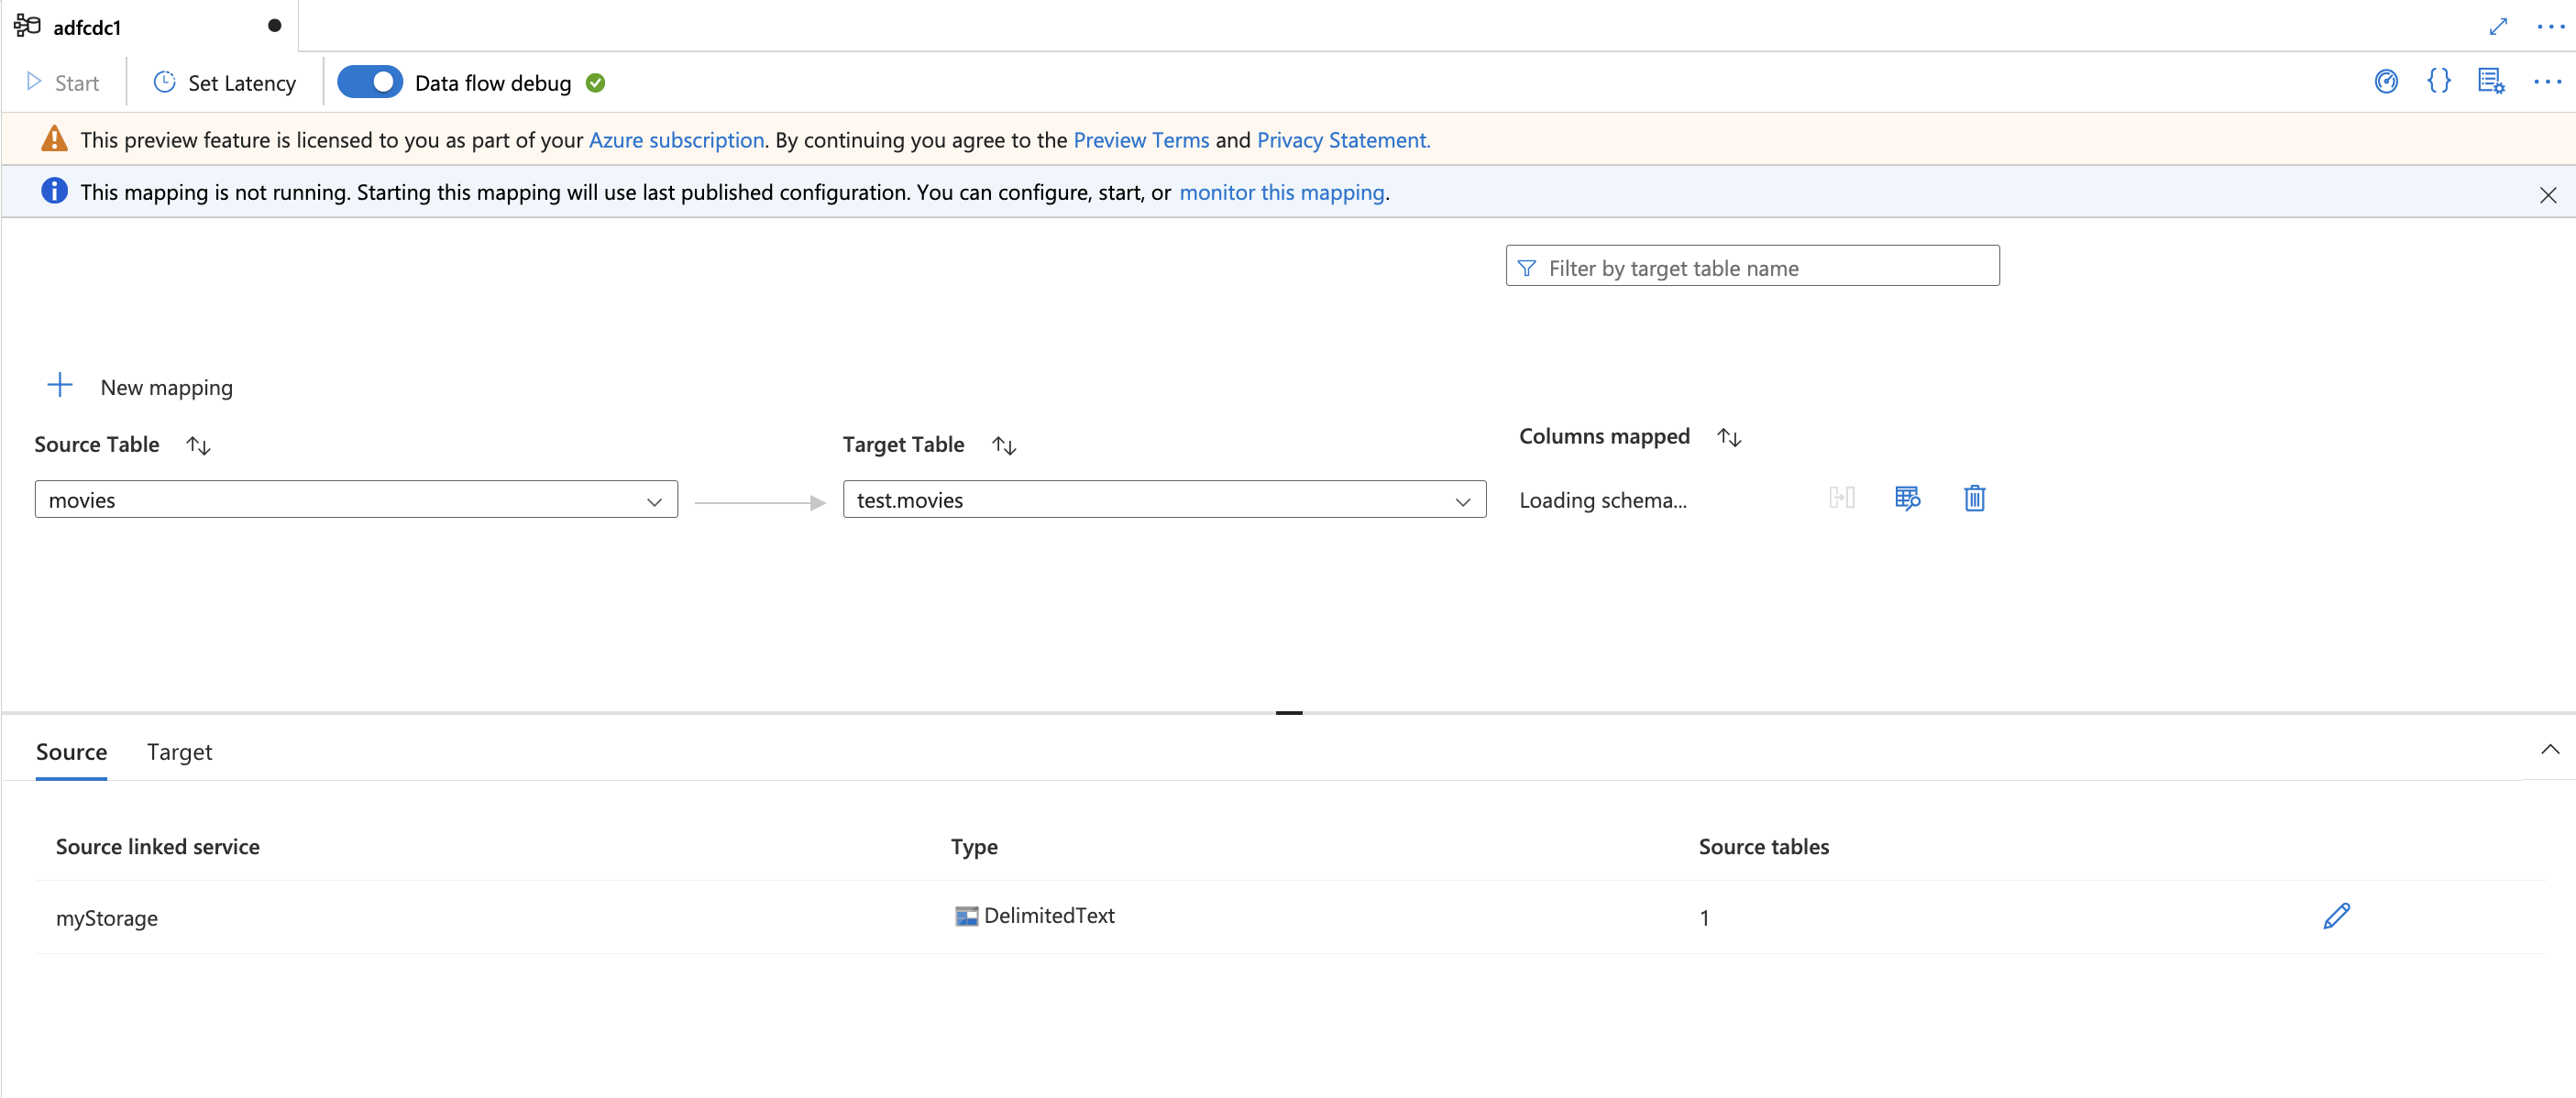 adfcdc1
Start
Set Latency
Data flow debug
This preview feature is licensed to you as part of your Azure subscription. By continuing you agree to the Preview Terms and Privacy Statement.
This mapping is not running. Starting this mapping will use last published configuration. You can configure, start, or monitor this mapping.
Filter by target table name
New mapping
Source Table
Target Table
Columns mapped
movies
test.movies
Loading schema...
Source
Target
Source linked service
Type
Source tables
myStorage
DelimitedText
1